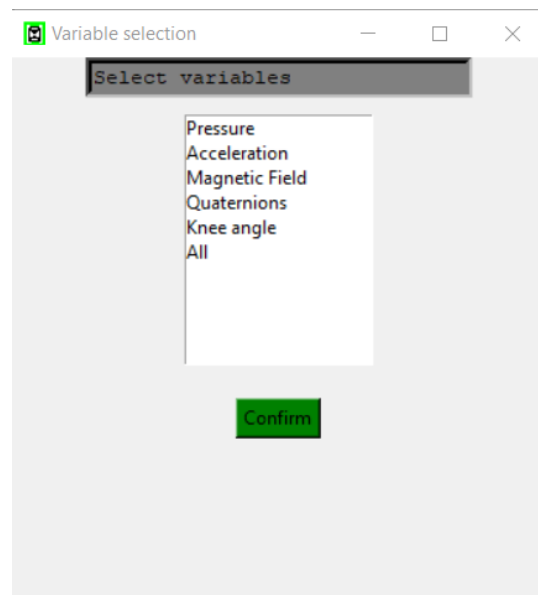 Variable selection
Select variables
Pressure
Acceleration
Magnetic Field
Quaternions
Knee angle
All
Confirm